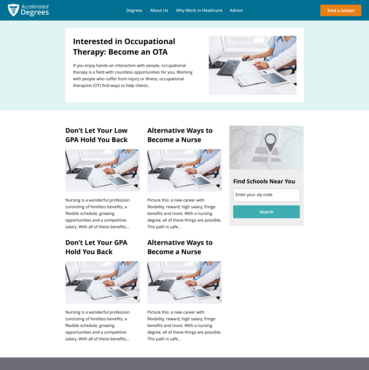 Accelerated
Degrees
Degrees About Us Why Work in Healthcare Advice
Find a School
Interested in Occupational
Therapy: Become an OTA
If you enjoy hands-on interaction with people, occupational
therapy is a field with countless opportunities for you. Working
with people who suffer from injury or illness, occupational
therapists (OT) find ways to help clients...
Don't Let Your Low
GPA Hold You Back
Nursing is a wonderful profession
consisting of limitless benefits, a
flexible schedule, growing
opportunities and a competitive
salary. With all of these benefits...
Alternative Ways to
Become a Nurse
Picture this: a new career with
flexibility, reward, high salary, fringe
benefits and more. With a nursing
degree, all of these things are possible.
This path is safe...
Find Schools Near You
Enter your zip code
Search
Don't Let Your GPA
Hold You Back
Nursing is a wonderful profession
consisting of limitless benefits, a
flexible schedule, growing
opportunities and a competitive
salary. With all of these benefits...
Alternative Ways to
Become a Nurse
Picture this: a new career with
flexibility, reward, high salary, fringe
benefits and more. With a nursing
degree, all of these things are possible.
This path is safe...